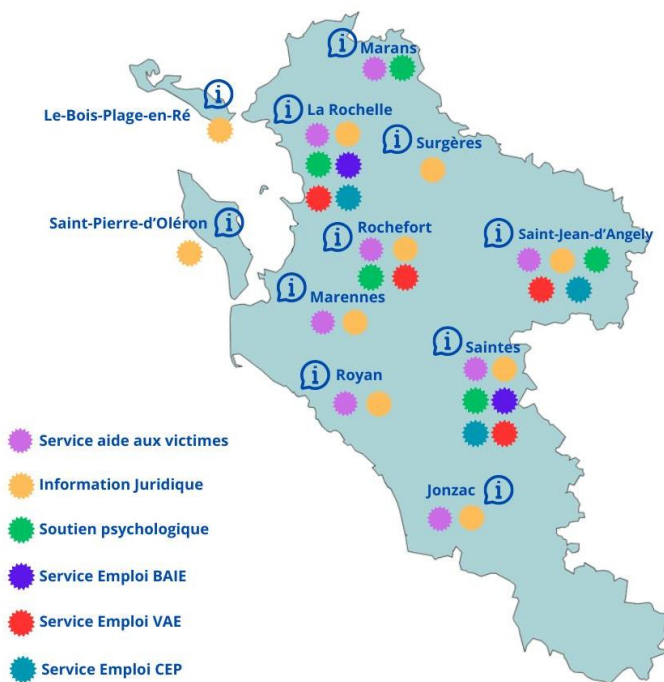 Marans
Le-Bois-Plage-en-Ré
La Rochelle
Surgères
Saint-Pierre-d'Oléron
Rochefort
Saint-Jean-d'Angely
Marennes
Saintes
Royan
Service aide aux victimes
Information Juridique
Jonzac
Soutien psychologique
Service Emploi BAIE
Service Emploi VAE
Service Emploi CEP